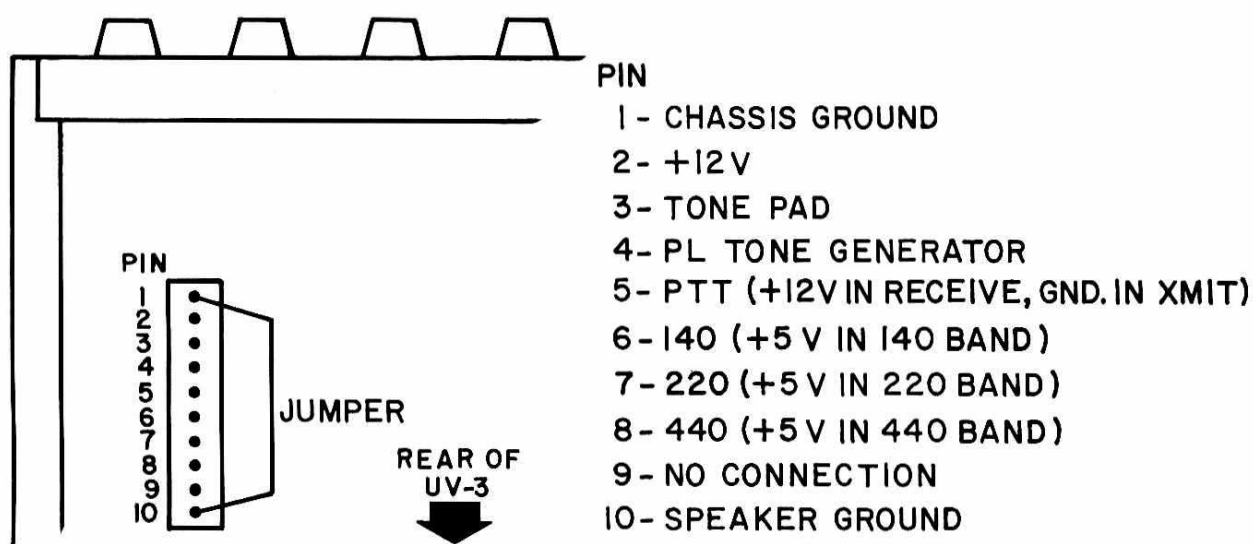 PIN
1
2
3
4
5
6
7
8
9
10
JUMPER
REAR OF
UV-3
PIN
1 - CHASSIS GROUND
2 - +12V
3 - TONE PAD
4 - PL TONE GENERATOR
5 - PTT (+12V IN RECEIVE, GND. IN XMIT)
6 - 140 (+5 V IN 140 BAND)
7 - 220 (+5 V IN 220 BAND)
8 - 440 (+5 V IN 440 BAND)
9 - NO CONNECTION
10 - SPEAKER GROUND